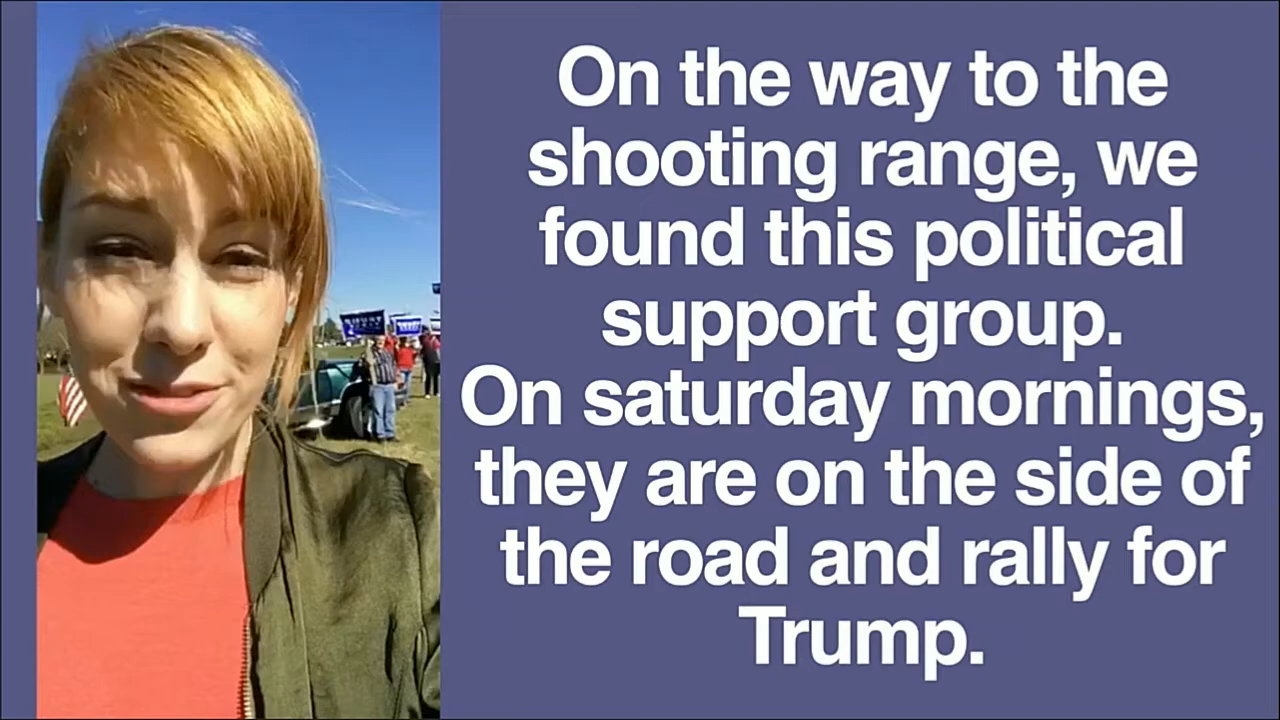 On the way to the
shooting range, we
found this political
support group.
On saturday mornings,
they are on the side of
the road and rally for
Trump.